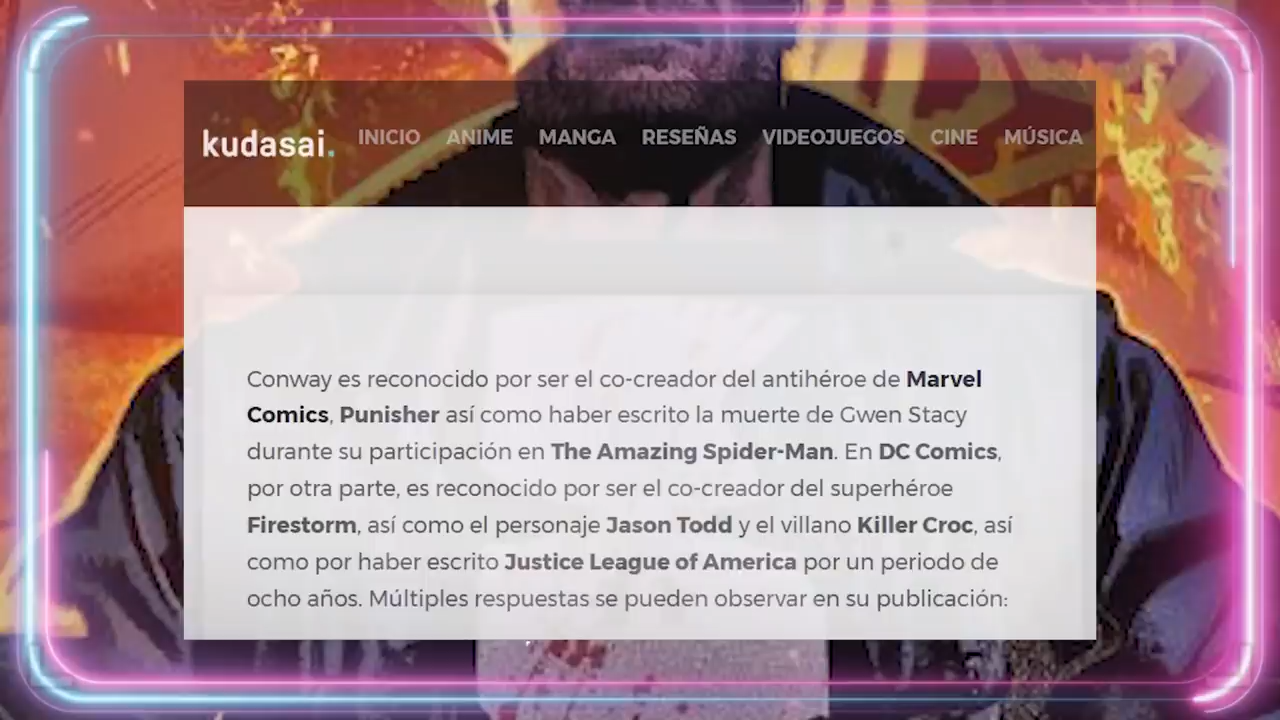 kudasai. INICIO ANIME MANGA RESEÑAS VIDEOJUEGOS CINE MÚSICA
Conway es reconocido por ser el co-creador del antihéroe de Marvel
Comics, Punisher así como haber escrito la muerte de Gwen Stacy
durante su participación en The Amazing Spider-Man. En DC Comics,
por otra parte, es reconocido por ser el co-creador del superhéroe
Firestorm, así como el personaje Jason Todd y el villano Killer Croc, así
como por haber escrito Justice League of America por un periodo de
ocho años. Múltiples respuestas se pueden observar en su publicación: